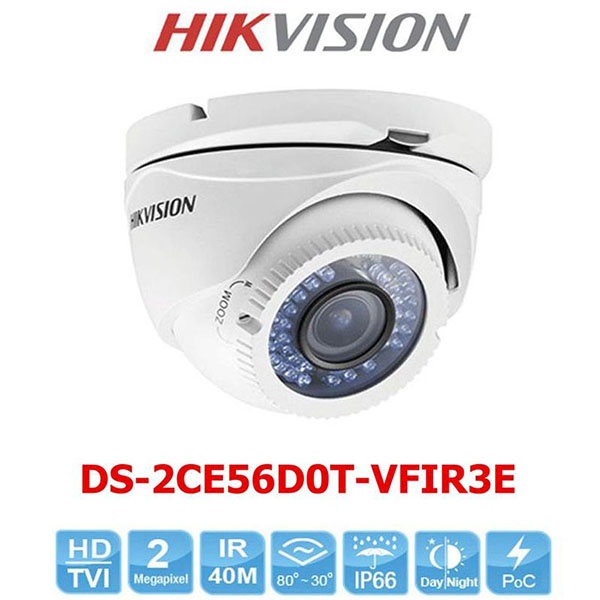 HIKVISION
HIKVISION
ZOOM
DS-2CE56D0T-VFIR3E
HD TVI
2 Megapixel
IR 40M
80°~30°
IP66
Day Night
PoC